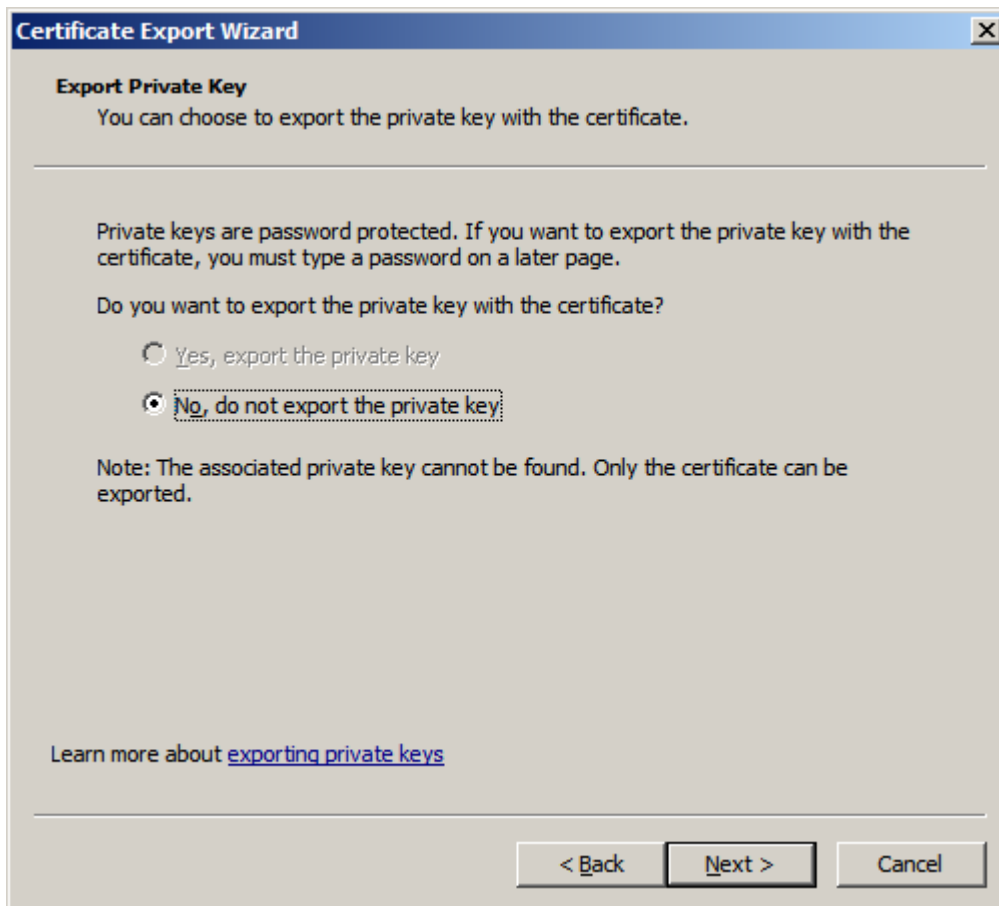 Certificate Export Wizard
Export Private Key
You can choose to export the private key with the certificate.
Private keys are password protected. If you want to export the private key with the
certificate, you must type a password on a later page.
Do you want to export the private key with the certificate?
Yes, export the private key
No, do not export the private key
Note: The associated private key cannot be found. Only the certificate can be
exported.
Learn more about exporting private keys
< Back
Next >
Cancel